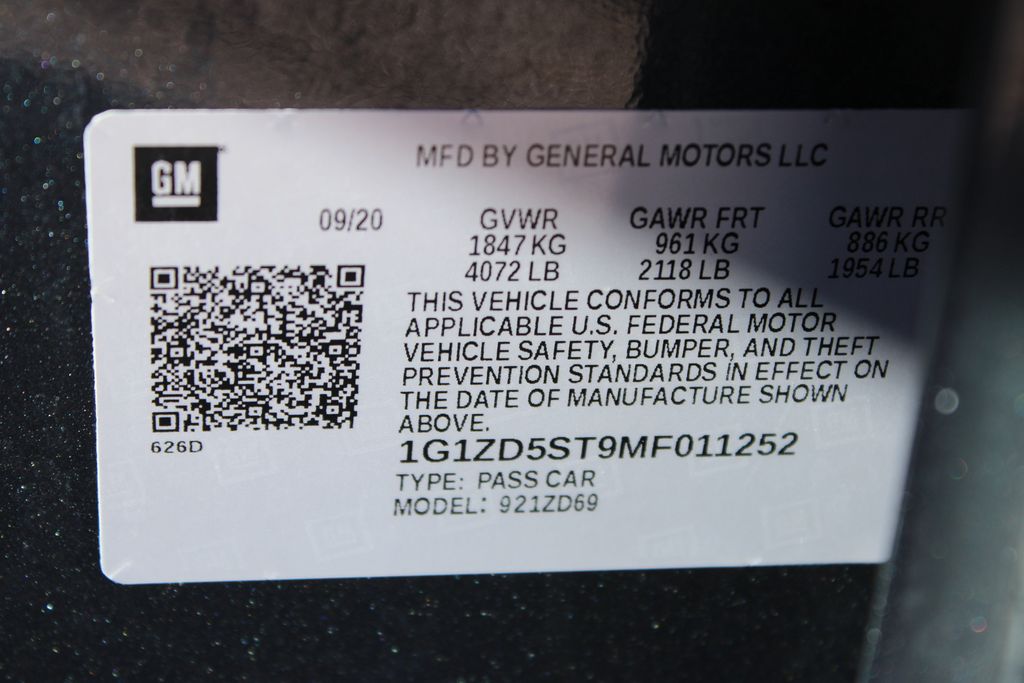 GM
MFD BY GENERAL MOTORS LLC
09/20 GVWR GAWR FRT GAWR RR
1847 KG 961 KG 886 KG
4072 LB 2118 LB 1954 LB
THIS VEHICLE CONFORMS TO ALL
APPLICABLE U.S. FEDERAL MOTOR
VEHICLE SAFETY, BUMPER, AND THEFT
PREVENTION STANDARDS IN EFFECT ON
THE DATE OF MANUFACTURE SHOWN
ABOVE.
626D
1G1ZD5ST9MF011252
TYPE: PASS CAR
MODEL: 921ZD69